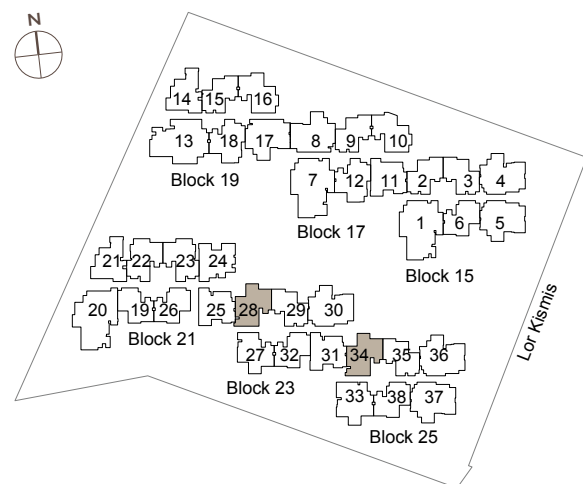 N
14 15 16
13 18 17 8 9 10
Block 19
7 12 11 2 3 4
Block 17
1 6 5
Block 15
21 22 23 24
20 19 26 25 28 29 30
Block 21
27 32 31 34 35 36
Block 23
33 38 37
Block 25
Lor Kismis